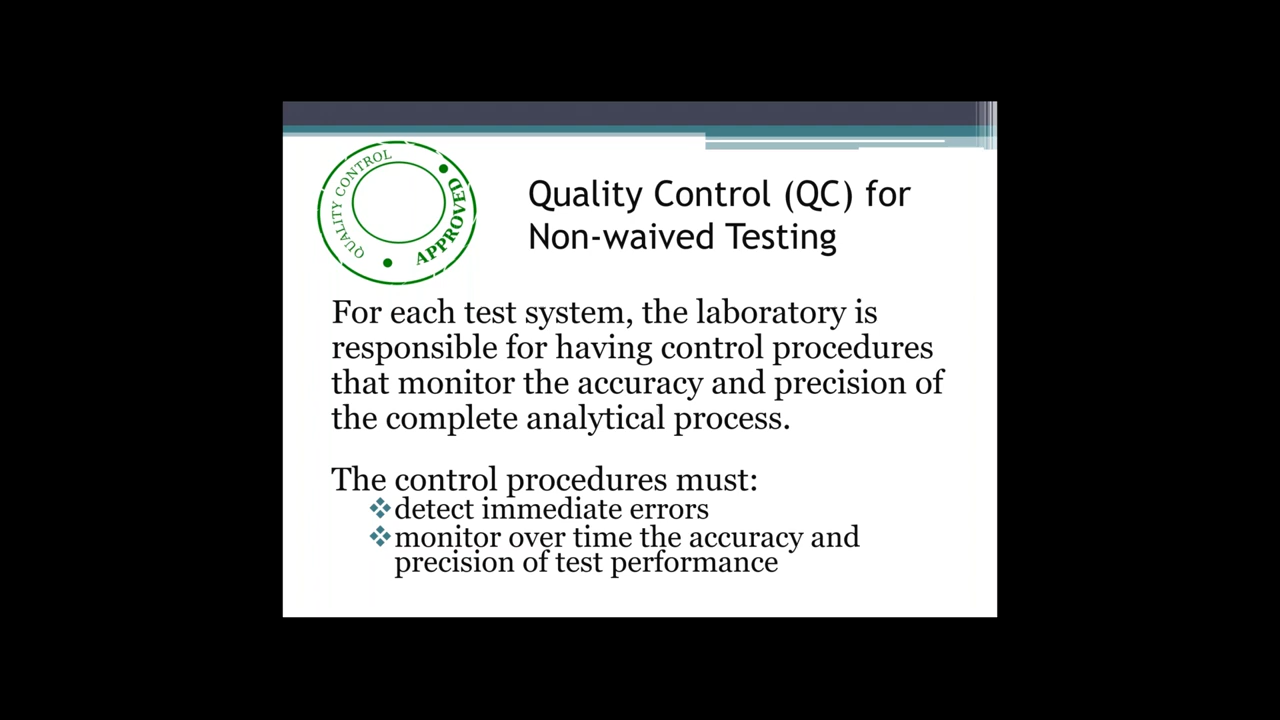 QUALITY CONTROL
APPROVED
Quality Control (QC) for
Non-waived Testing
For each test system, the laboratory is
responsible for having control procedures
that monitor the accuracy and precision of
the complete analytical process.
The control procedures must:
❖detect immediate errors
❖monitor over time the accuracy and
precision of test performance